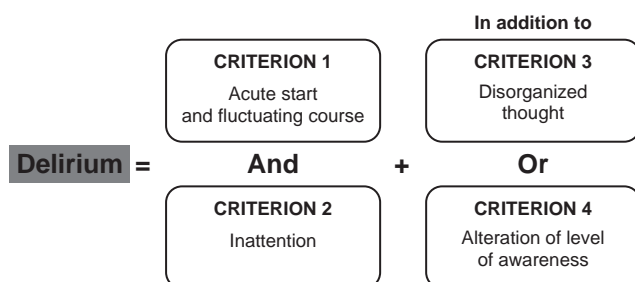 In addition to
CRITERION 1
Acute start
and fluctuating course
CRITERION 3
Disorganized
thought
Delirium = And + Or
CRITERION 2
Inattention
CRITERION 4
Alteration of level
of awareness